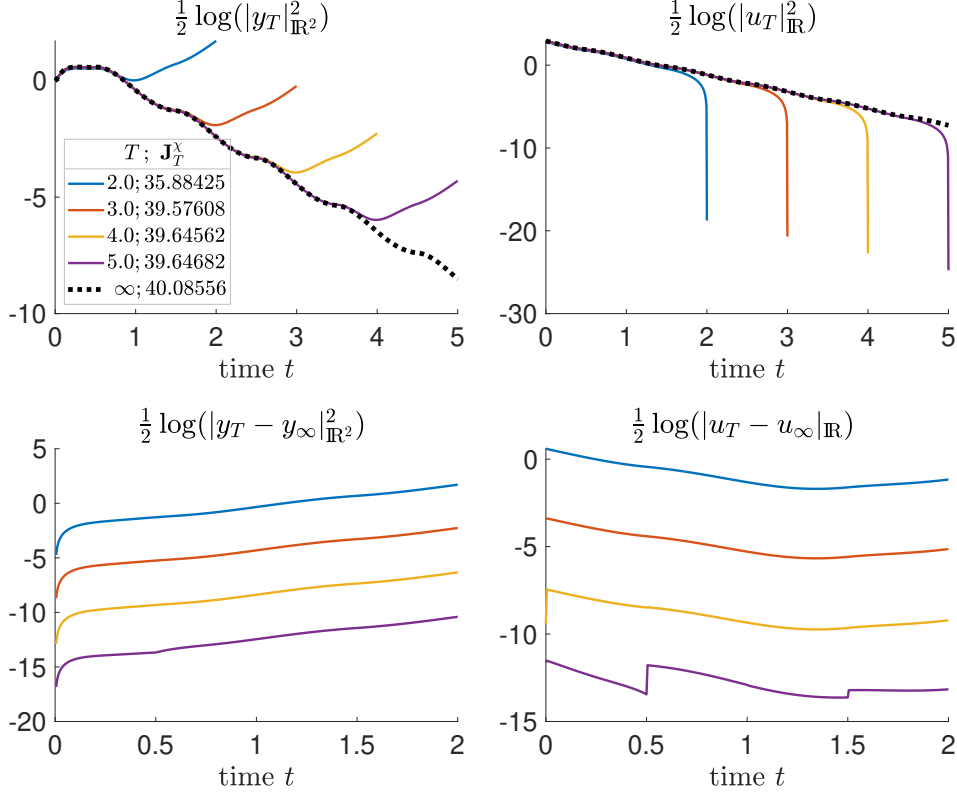 ½ log(|y_T|²_{ℝ²})
0
-5
-10
0 1 2 3 4 5
time t
T; J_T^χ
2.0; 35.88425
3.0; 39.57608
4.0; 39.64562
5.0; 39.64682
∞; 40.08556
½ log(|u_T|²_ℝ)
0
-10
-20
-30
0 1 2 3 4 5
time t
½ log(|y_T − y_∞|²_{ℝ²})
5
0
-5
-10
-15
-20
0 0.5 1 1.5 2
time t
½ log(|u_T − u_∞|_ℝ)
0
-5
-10
-15
0 0.5 1 1.5 2
time t